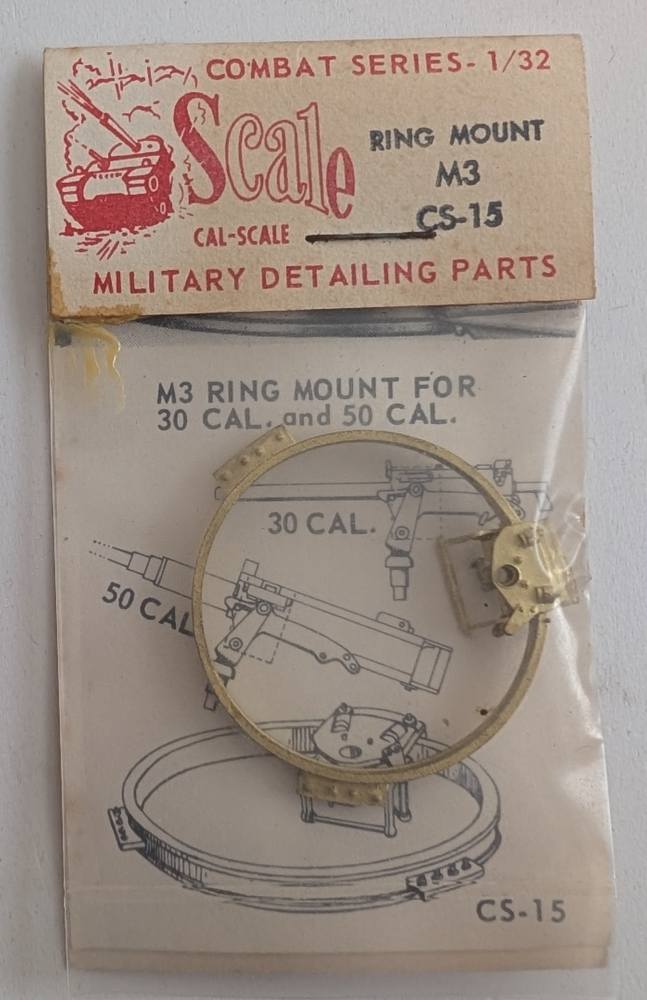 COMBAT SERIES- 1/32
Scale
RING MOUNT
M3
CS-15
CAL-SCALE
MILITARY DETAILING PARTS
M3 RING MOUNT FOR
30 CAL. and 50 CAL.
30 CAL.
50 CAL
CS-15